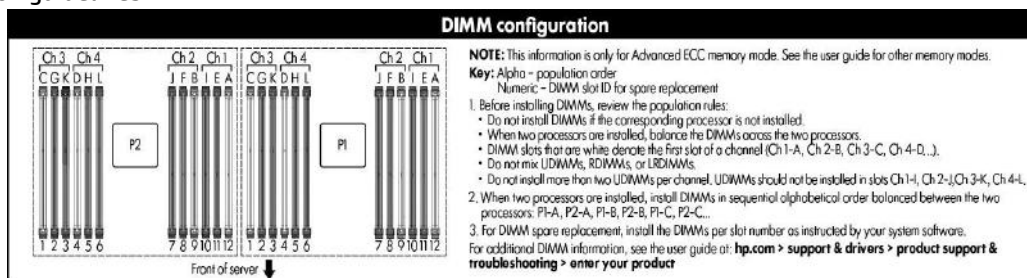 DIMM configuration
Ch 3 Ch 4 Ch 2 Ch 1 Ch 3 Ch 4 Ch 2 Ch 1
C G K D H L J F B I E A C G K D H L J F B I E A
P2 P1
1 2 3 4 5 6 7 8 9 10 11 12 1 2 3 4 5 6 7 8 9 10 11 12
Front of server
NOTE: This information is only for Advanced ECC memory mode. See the user guide for other memory modes.
Key: Alpha - population order
Numeric - DIMM slot ID for spare replacement
1. Before installing DIMMs, review the population rules:
• Do not install DIMMs if the corresponding processor is not installed.
• When two processors are installed, balance the DIMMs across the two processors.
• DIMM slots that are white denote the first slot of a channel (Ch 1-A, Ch 2-B, Ch 3-C, Ch 4-D,..).
• Do not mix UDIMMs, RDIMMs, or LRDIMMs.
• Do not install more than two UDIMMs per channel. UDIMMs should not be installed in slots Ch 1-I, Ch 2-J,Ch 3-K, Ch 4-L.
2. When two processors are installed, install DIMMs in sequential alphabetical order balanced between the two
processors: P1-A, P2-A, P1-B, P2-B, P1-C, P2-C...
3. For DIMM spare replacement, install the DIMMs per slot number as instructed by your system software.
For additional DIMM information, see the user guide at: hp.com > support & drivers > product support &
troubleshooting > enter your product